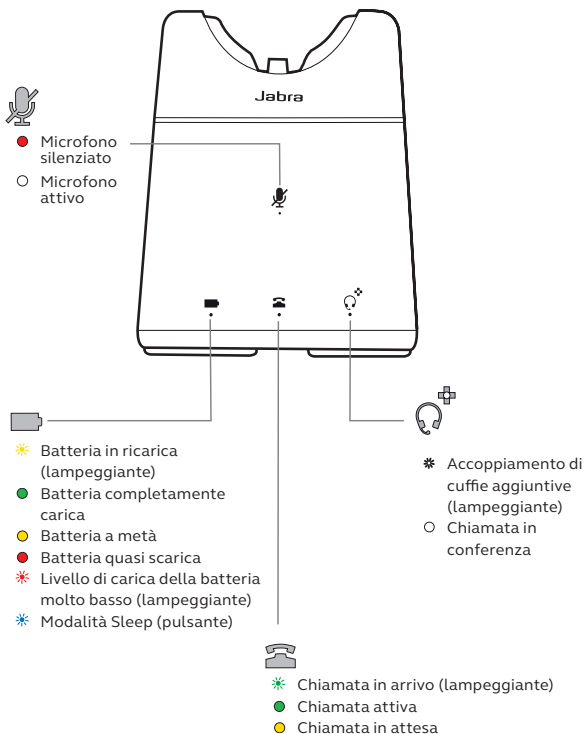 Jabra
Microfono
silenziato
Microfono
attivo
Batteria in ricarica
(lampeggiante)
Batteria completamente
carica
Batteria a metà
Batteria quasi scarica
Livello di carica della batteria
molto basso (lampeggiante)
Modalità Sleep (pulsante)
Accoppiamento di
cuffie aggiuntive
(lampeggiante)
Chiamata in
conferenza
Chiamata in arrivo (lampeggiante)
Chiamata attiva
Chiamata in attesa